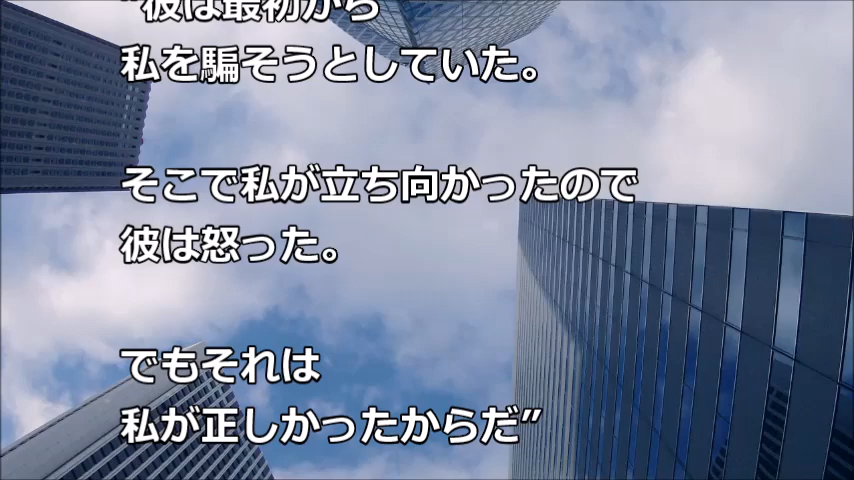 ”彼は最初から
私を騙そうとしていた。
そこで私が立ち向かったので
彼は怒った。
でもそれは
私が正しかったからだ”